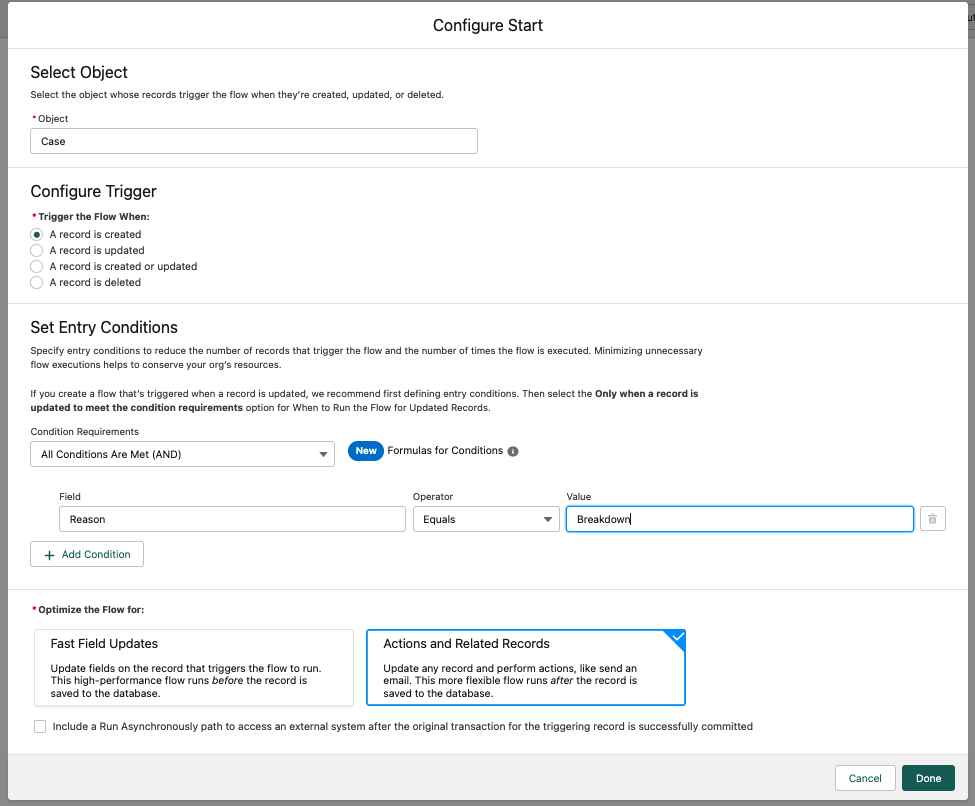 Configure Start
Select Object
Select the object whose records trigger the flow when they're created, updated, or deleted.
* Object
Case
Configure Trigger
* Trigger the Flow When:
A record is created
A record is updated
A record is created or updated
A record is deleted
Set Entry Conditions
Specify entry conditions to reduce the number of records that trigger the flow and the number of times the flow is executed. Minimizing unnecessary
flow executions helps to conserve your org's resources.
If you create a flow that's triggered when a record is updated, we recommend first defining entry conditions. Then select the Only when a record is
updated to meet the condition requirements option for When to Run the Flow for Updated Records.
Condition Requirements
All Conditions Are Met (AND)
New Formulas for Conditions
Field Operator Value
Reason Equals Breakdown
+ Add Condition
* Optimize the Flow for:
Fast Field Updates
Update fields on the record that triggers the flow to run.
This high-performance flow runs before the record is
saved to the database.
Actions and Related Records
Update any record and perform actions, like send an
email. This more flexible flow runs after the record is
saved to the database.
Include a Run Asynchronously path to access an external system after the original transaction for the triggering record is successfully committed
Cancel Done